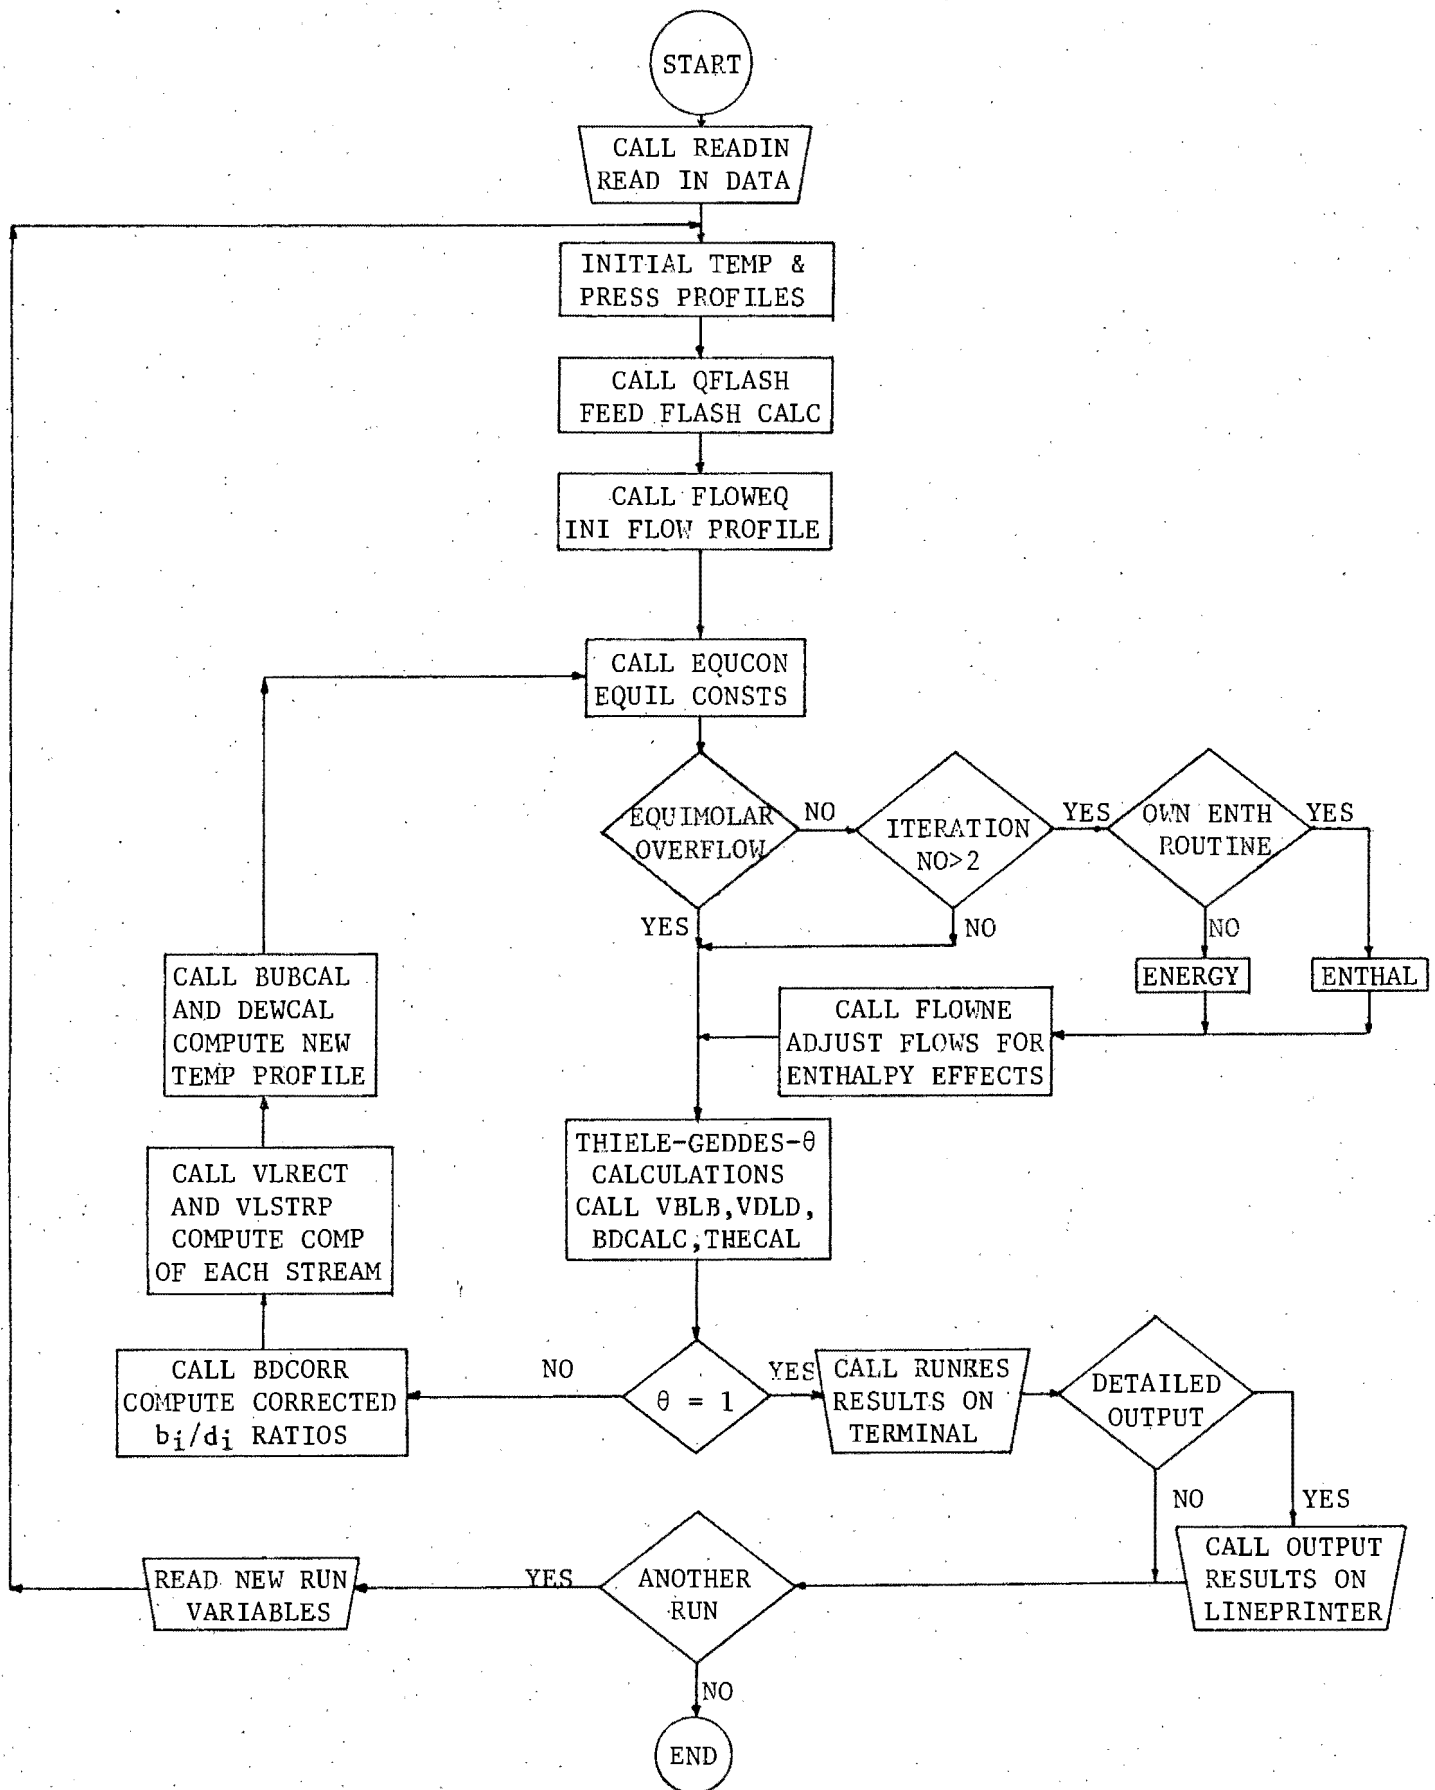 START
CALL READIN
READ IN DATA
INITIAL TEMP &
PRESS PROFILES
CALL QFLASH
FEED FLASH CALC
CALL FLOWEQ
INI FLOW PROFILE
CALL EQUCON
EQUIL CONSTS
EQUIMOLAR
OVERFLOW
NO
YES
ITERATION
NO>2
YES
NO
OWN ENTH
ROUTINE
YES
NO
ENERGY
ENTHAL
CALL FLOWNE
ADJUST FLOWS FOR
ENTHALPY EFFECTS
CALL BUBCAL
AND DEWCAL
COMPUTE NEW
TEMP PROFILE
THIELE-GEDDES-θ
CALCULATIONS
CALL VBLB,VDLD,
BDCALC,THECAL
CALL VLRECT
AND VLSTRP
COMPUTE COMP
OF EACH STREAM
CALL BDCORR
COMPUTE CORRECTED
bi/di RATIOS
NO
θ = 1
YES
CALL RUNRES
RESULTS ON
TERMINAL
DETAILED
OUTPUT
NO
YES
CALL OUTPUT
RESULTS ON
LINEPRINTER
READ NEW RUN
VARIABLES
YES
ANOTHER
RUN
NO
END